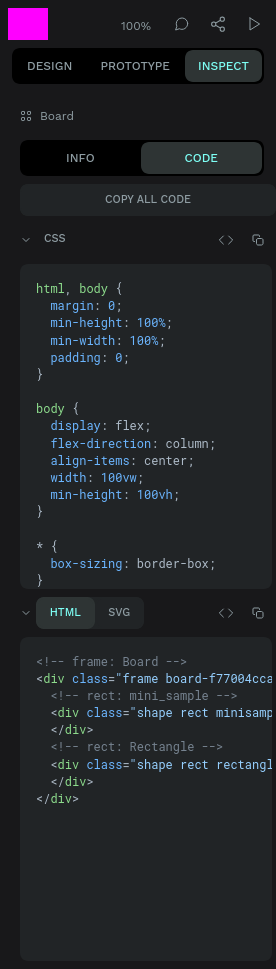 100%
DESIGN PROTOTYPE INSPECT
Board
INFO CODE
COPY ALL CODE
CSS
html, body {
  margin: 0;
  min-height: 100%;
  min-width: 100%;
  padding: 0;
}

body {
  display: flex;
  flex-direction: column;
  align-items: center;
  width: 100vw;
  min-height: 100vh;
}

* {
  box-sizing: border-box;
}
HTML SVG
<!-- frame: Board -->
<div class="frame board-f77004cca
  <!-- rect: mini_sample -->
  <div class="shape rect minisamp
  </div>
  <!-- rect: Rectangle -->
  <div class="shape rect rectangl
  </div>
</div>